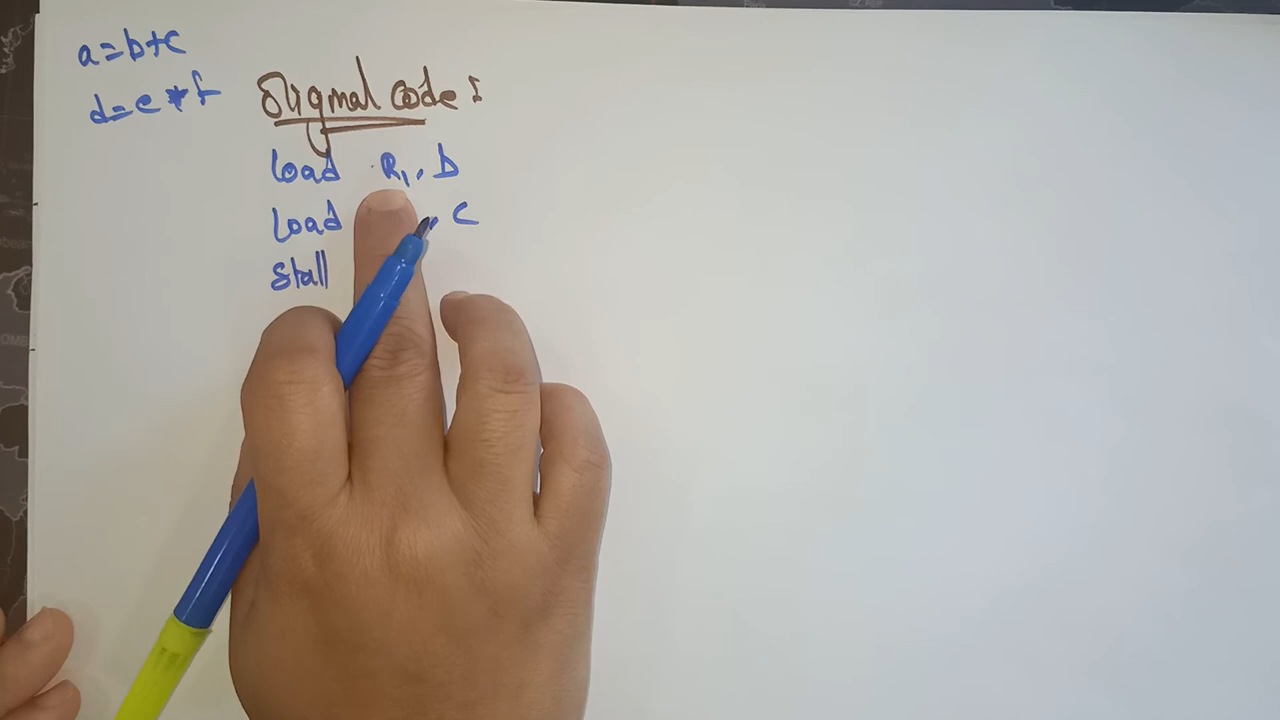 a=b+c
d=e*f
Original code:
Load R1, b
Load , c
Stall